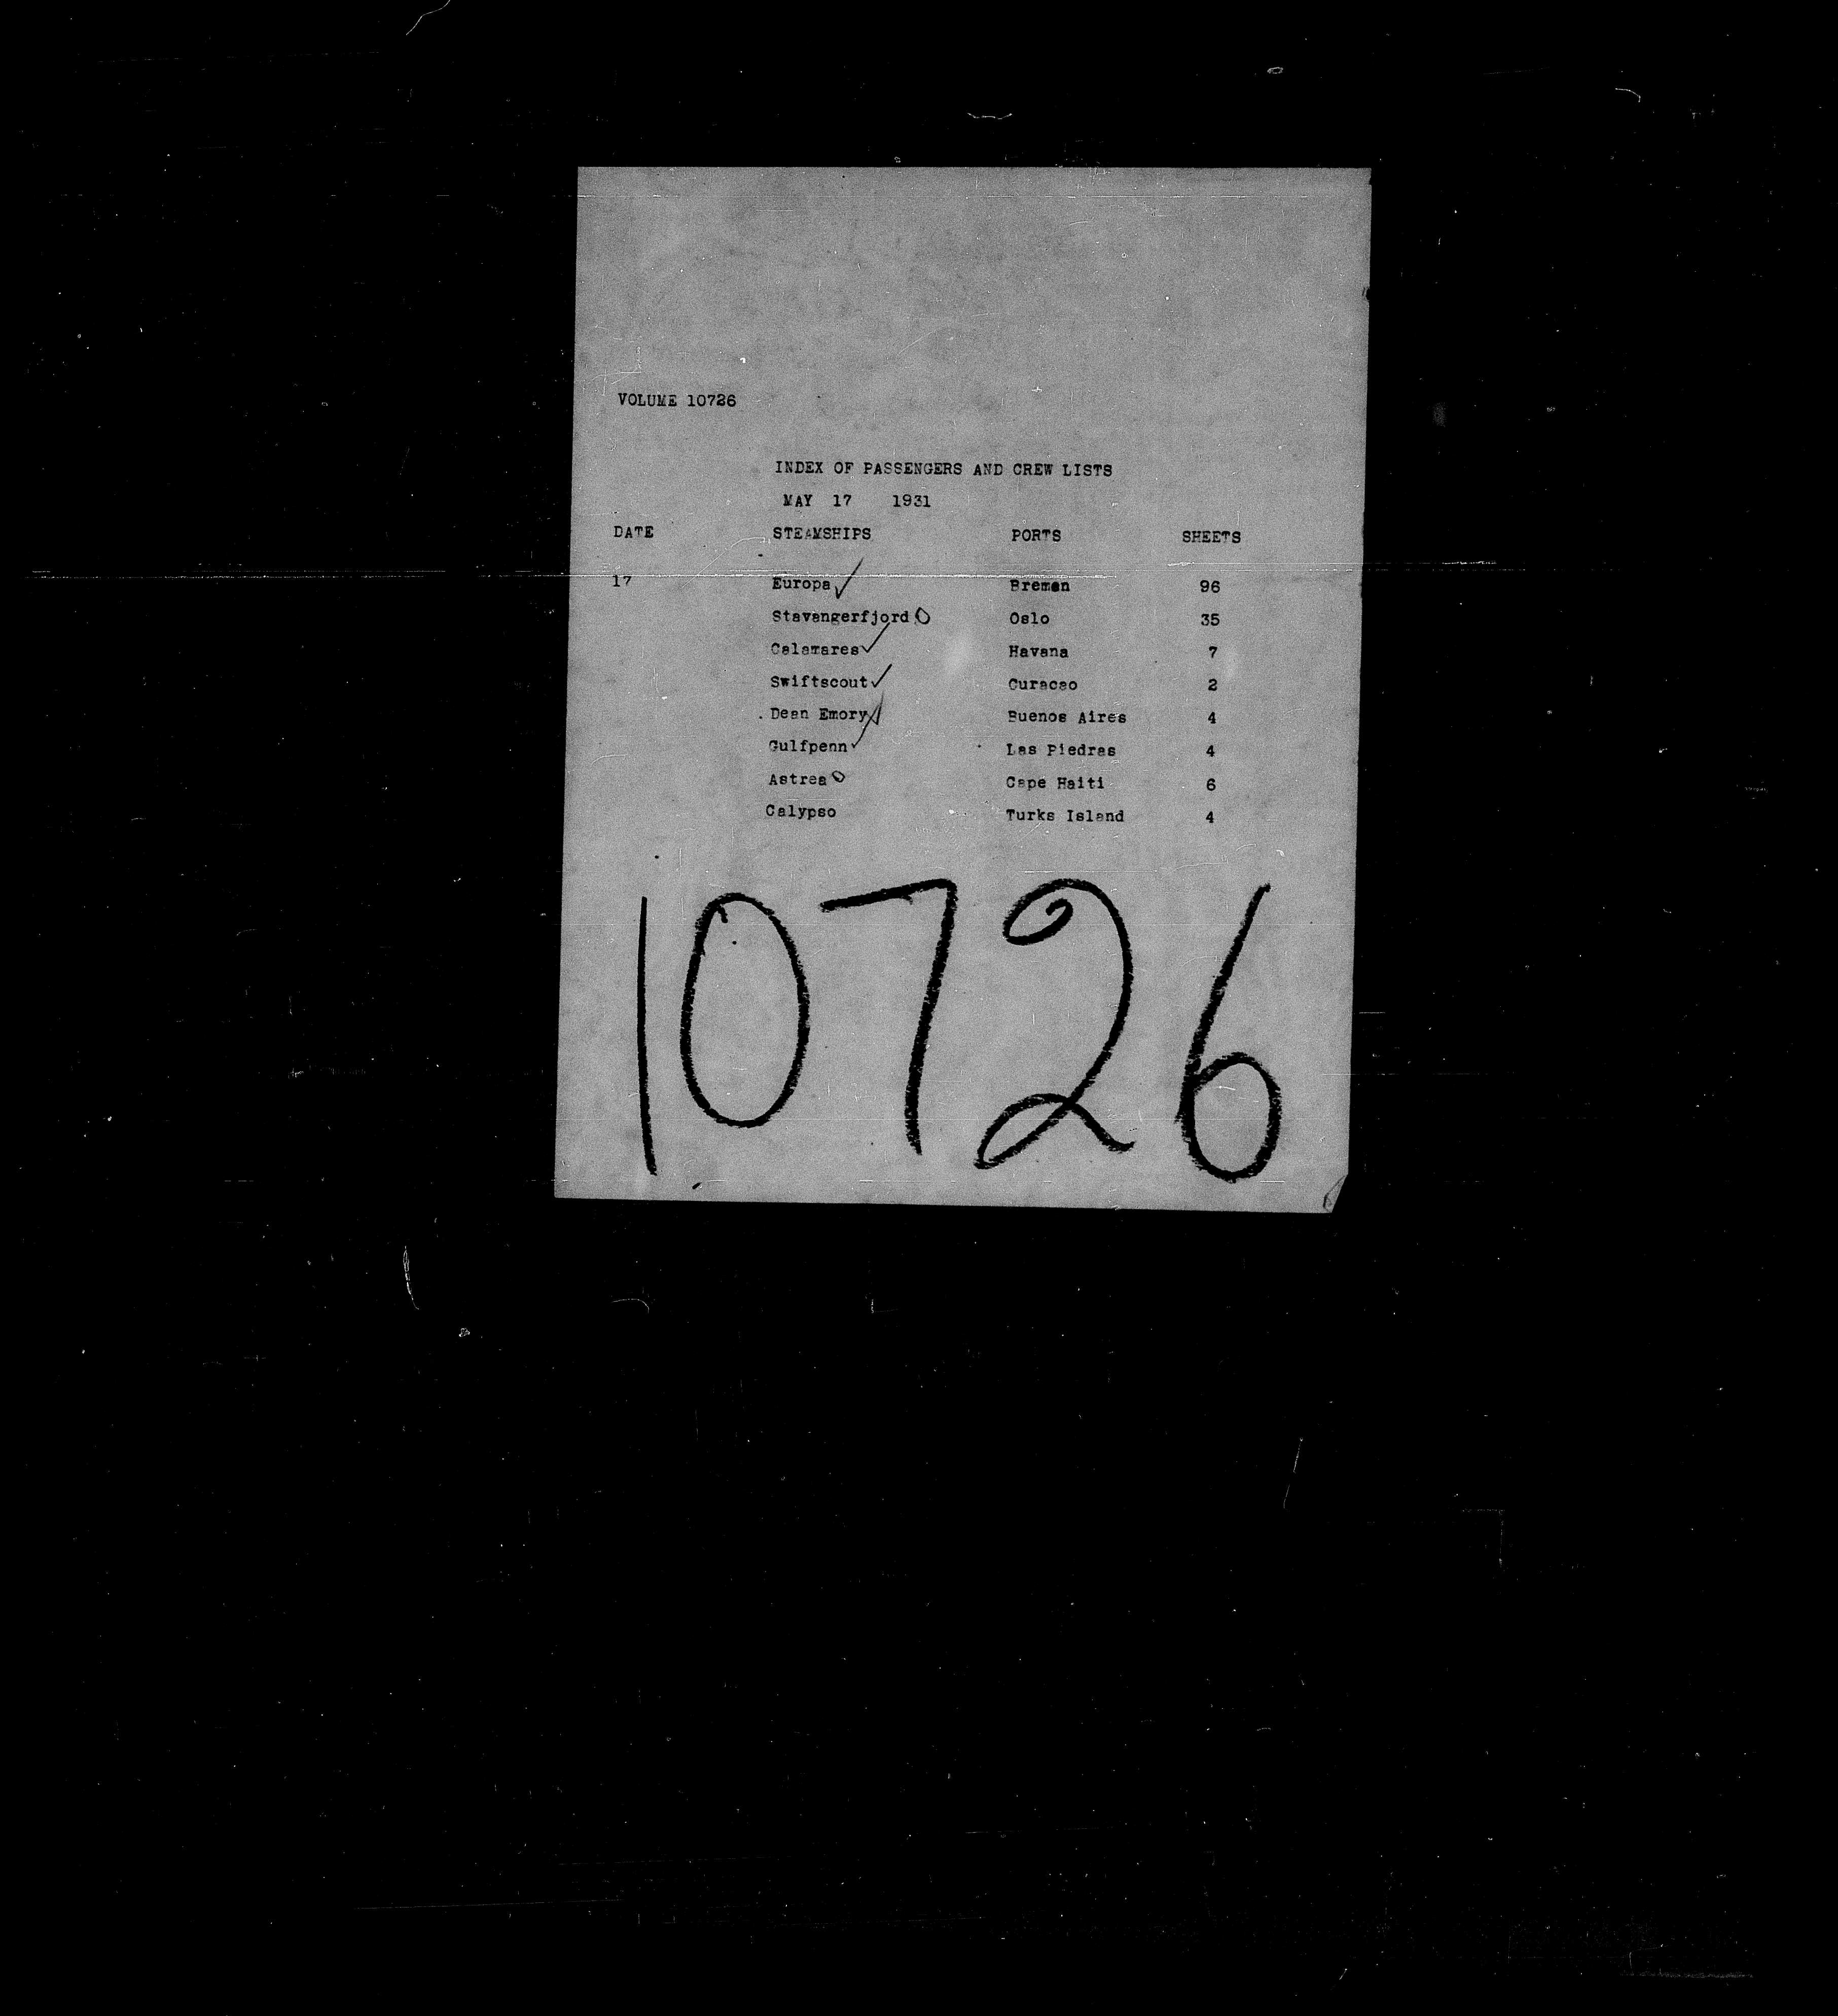 VOLUME 10726
INDEX OF PASSENGERS AND CREW LISTS
MAY 17 1931
DATE STEAMSHIPS PORTS SHEETS
17 Europa ✓ Bremen 96
Stavangerfjord O Oslo 35
Calamares ✓ Havana 7
Swiftscout ✓ Curacao 2
Dean Emory ✓ Buenos Aires 4
Gulfpenn ✓ Las Piedras 4
Astrea O Cape Haiti 6
Calypso Turks Island 4
10726